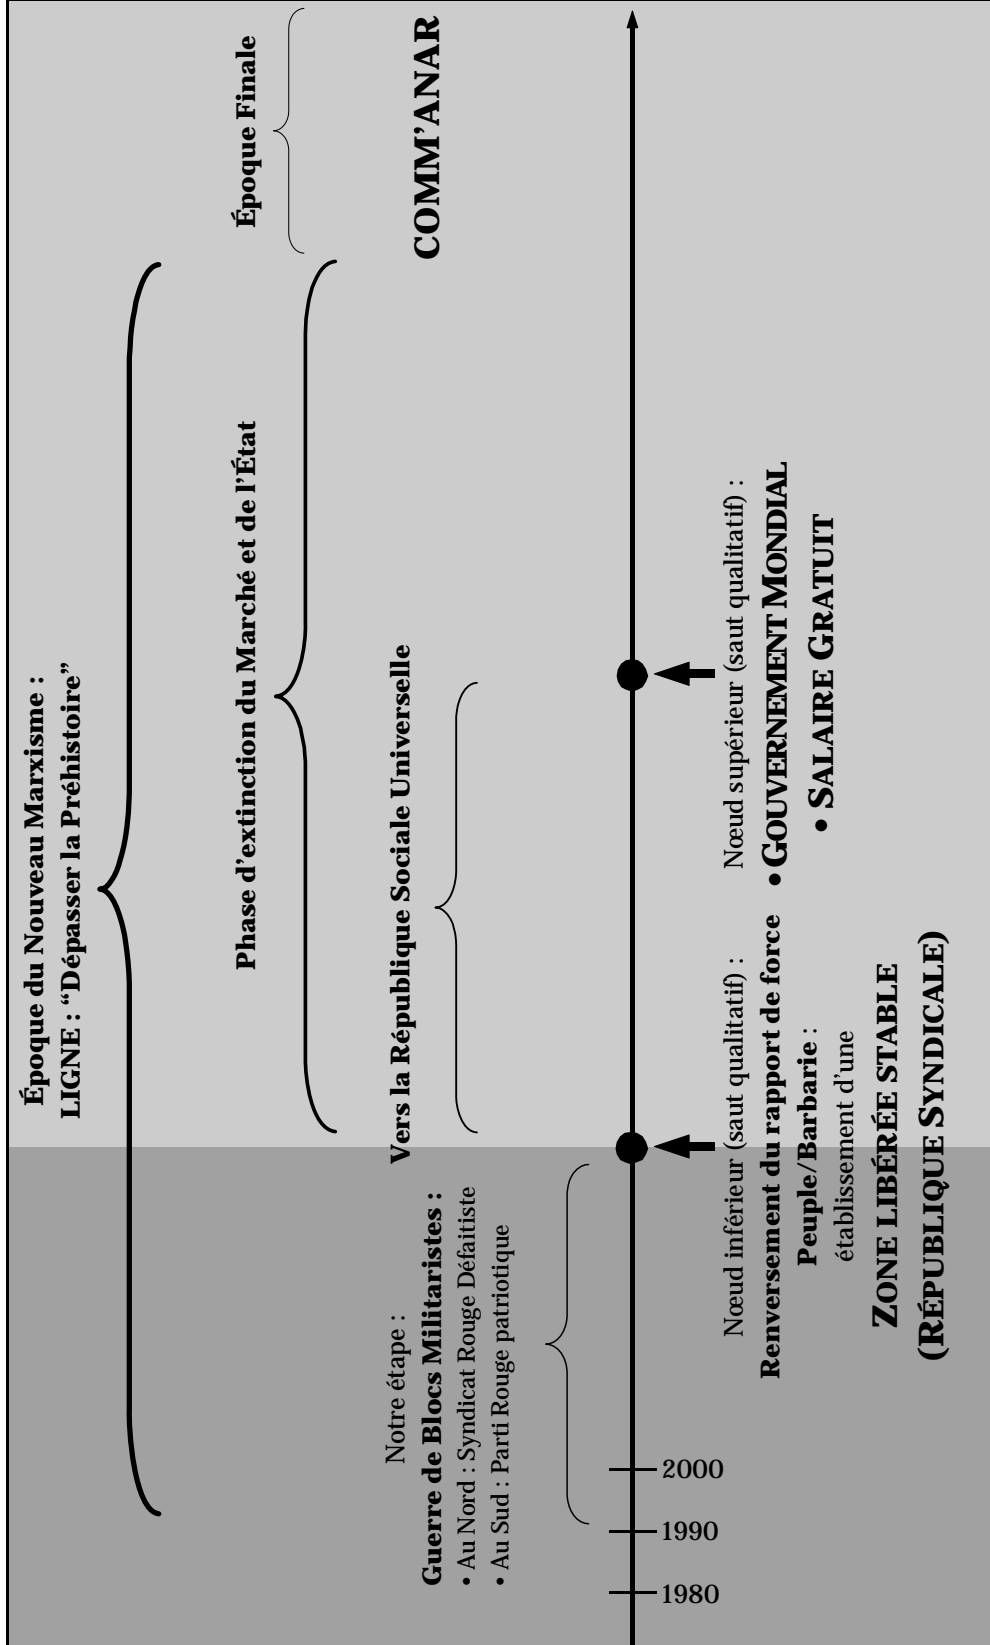 Époque du Nouveau Marxisme :
LIGNE : “Dépasser la Préhistoire”
Phase d’extinction du Marché et de l’État
Époque Finale
Notre étape :
Guerre de Blocs Militaristes :
• Au Nord : Syndicat Rouge Défaitiste
• Au Sud : Parti Rouge patriotique
Vers la République Sociale Universelle
COMM’ANAR
1980
1990
2000
Nœud inférieur (saut qualitatif) :
Renversement du rapport de force
Peuple/Barbarie :
établissement d’une
ZONE LIBÉRÉE STABLE
(RÉPUBLIQUE SYNDICALE)
Nœud supérieur (saut qualitatif) :
• GOUVERNEMENT MONDIAL
• SALAIRE GRATUIT